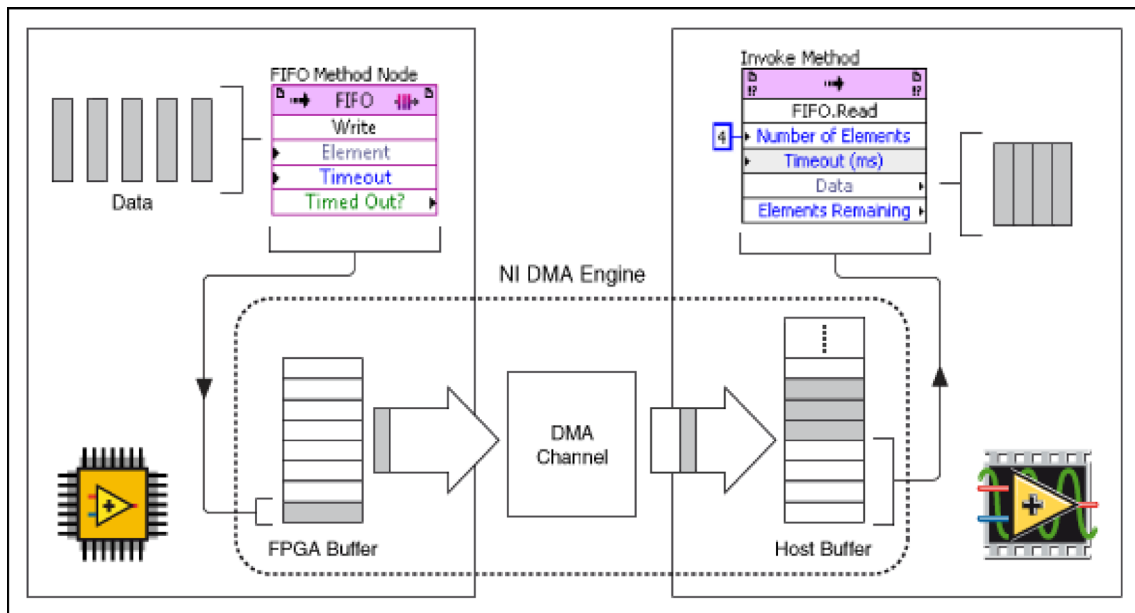 FIFO Method Node
FIFO
Write
Element
Timeout
Timed Out?
Data
Invoke Method
FIFO.Read
4
Number of Elements
Timeout (ms)
Data
Elements Remaining
NI DMA Engine
DMA
Channel
FPGA Buffer
Host Buffer